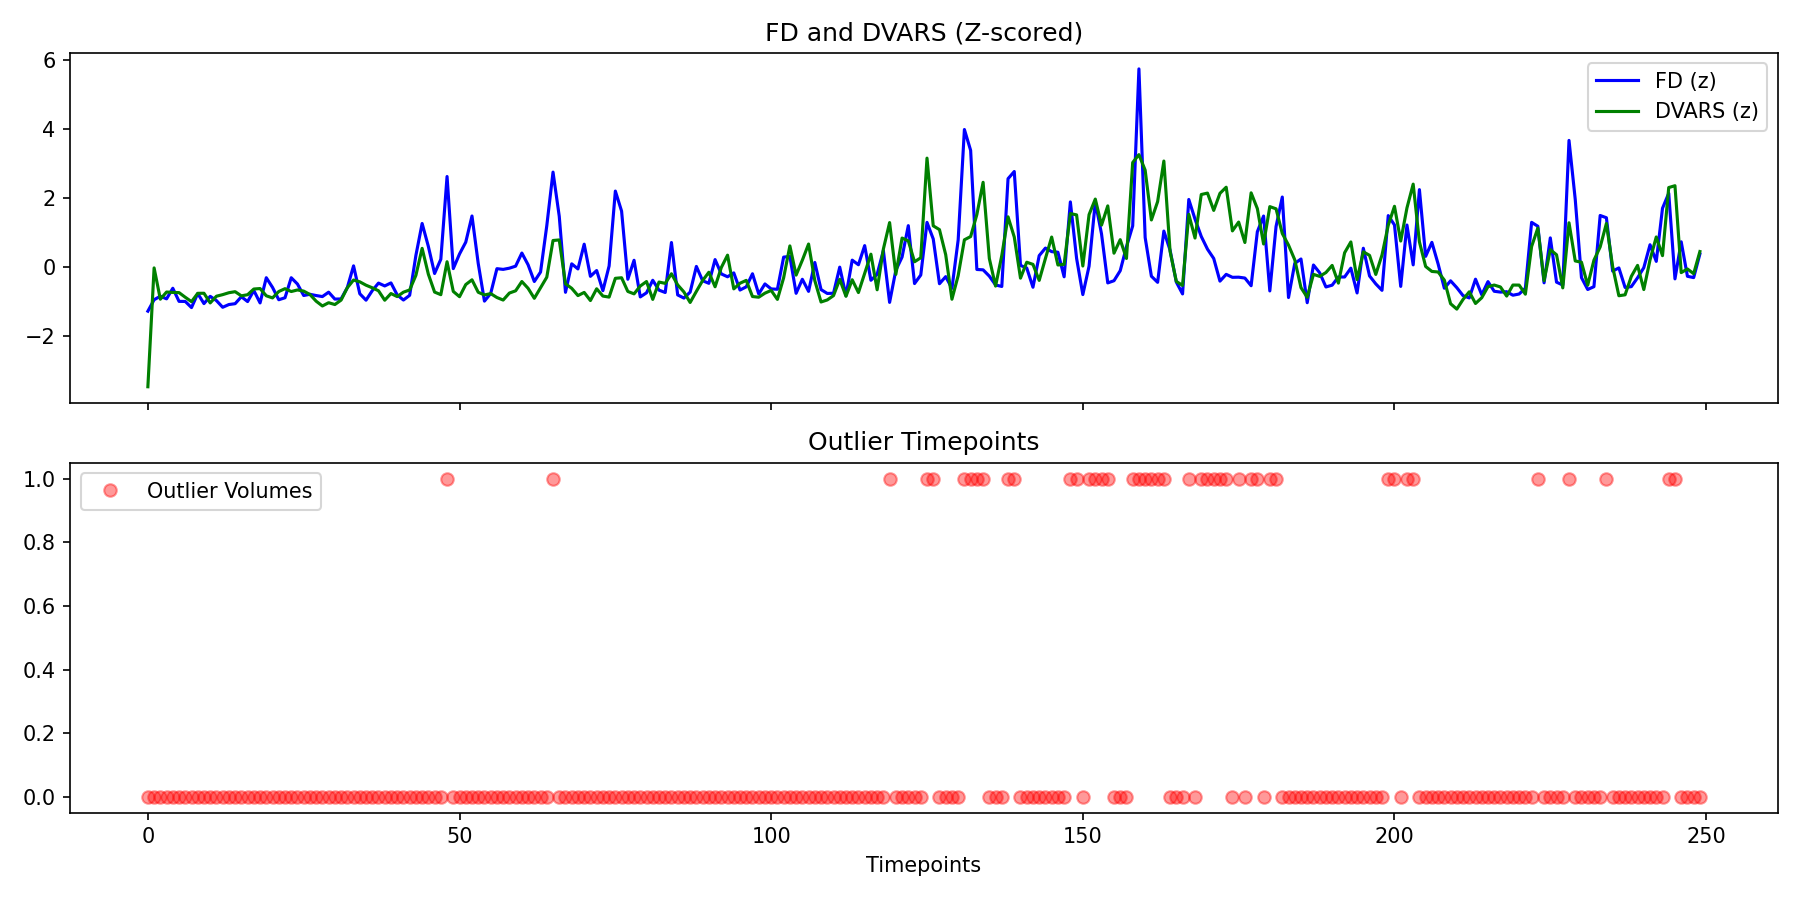 FD and DVARS (Z-scored)
6
4
2
0
−2
FD (z)
DVARS (z)
Outlier Timepoints
1.0
0.8
0.6
0.4
0.2
0.0
Outlier Volumes
0 50 100 150 200 250
Timepoints